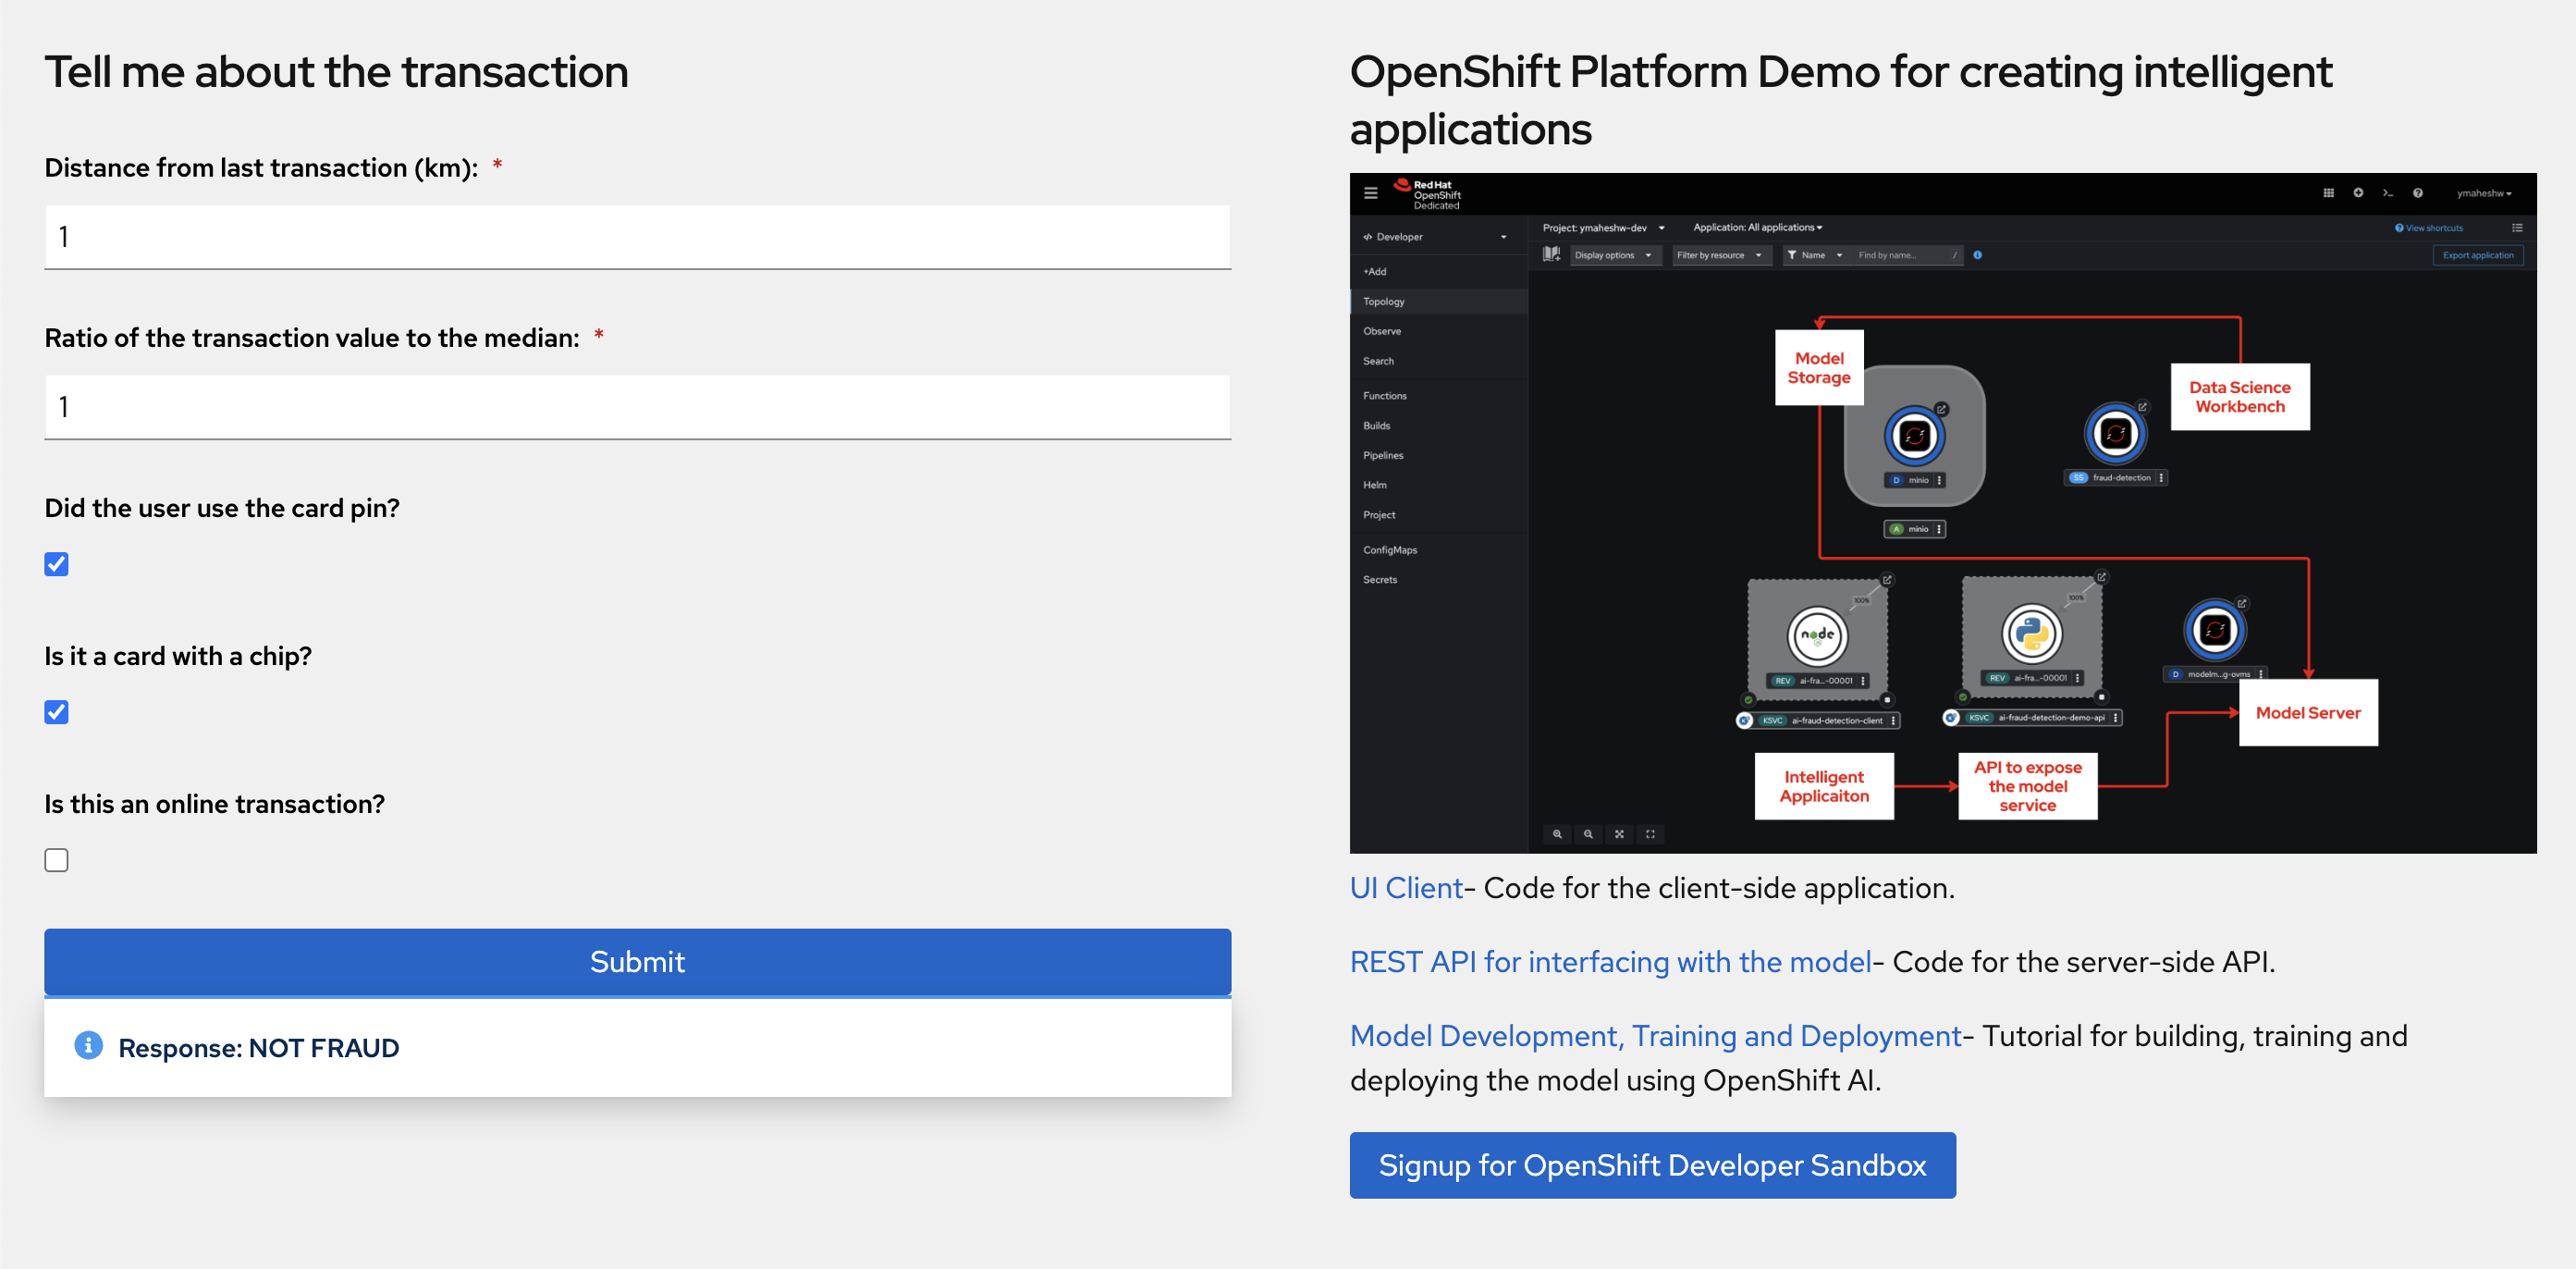 Tell me about the transaction
Distance from last transaction (km): *
1
Ratio of the transaction value to the median: *
1
Did the user use the card pin?
Is it a card with a chip?
Is this an online transaction?
Submit
Response: NOT FRAUD
OpenShift Platform Demo for creating intelligent
applications
Red Hat
OpenShift
Dedicated
ymaheshw
Developer
+Add
Topology
Observe
Search
Functions
Builds
Pipelines
Helm
Project
ConfigMaps
Secrets
Project: ymaheshw-dev
Application: All applications
View shortcuts
Display options
Filter by resource
Name
Find by name...
/
Export application
Model
Storage
Data Science
Workbench
D minio
SS fraud-detection
A minio
100%
node
REV ai-fra...-00001
KSVC ai-fraud-detection-client
100%
REV ai-fra...-00001
KSVC ai-fraud-detection-demo-api
D modelm...g-ovms
Model Server
Intelligent
Applicaiton
API to expose
the model
service
UI Client- Code for the client-side application.
REST API for interfacing with the model- Code for the server-side API.
Model Development, Training and Deployment- Tutorial for building, training and
deploying the model using OpenShift AI.
Signup for OpenShift Developer Sandbox